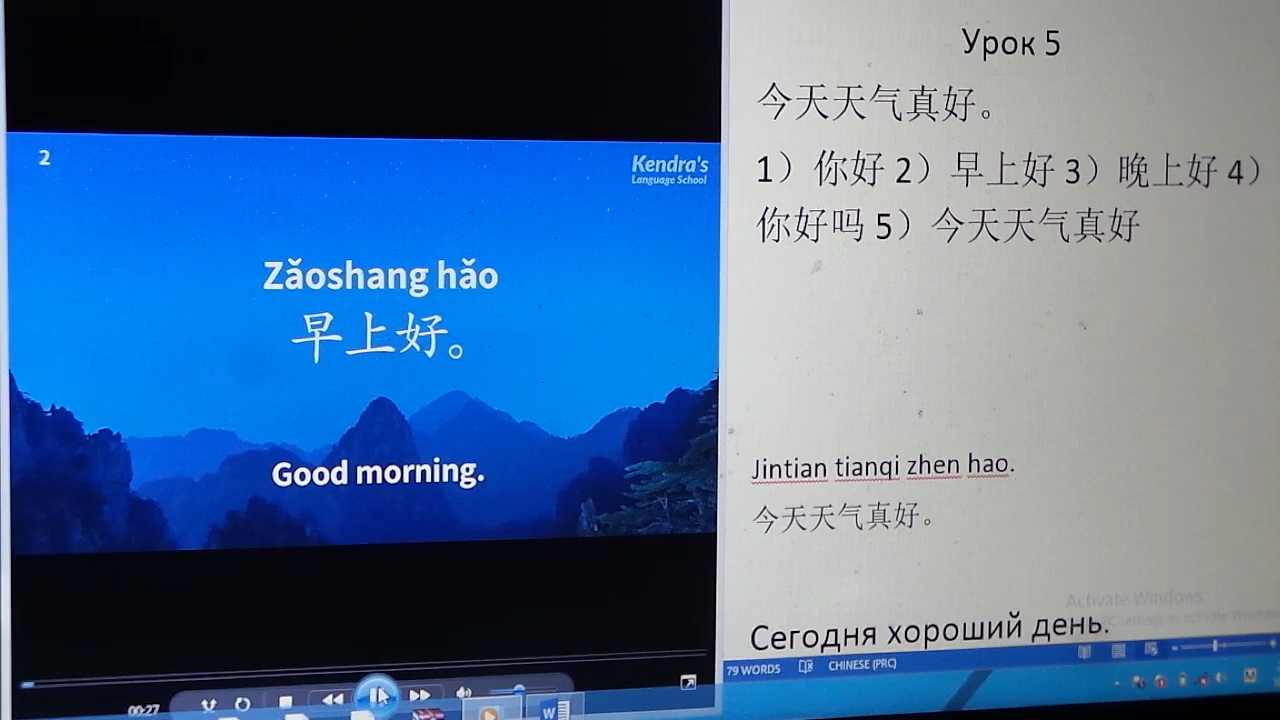 2
Kendra's
Language School
Zǎoshang hǎo
早上好。
Good morning.
00:27
Урок 5
今天天气真好。
1）你好 2）早上好 3）晚上好 4）
你好吗 5）今天天气真好
Jintian tianqi zhen hao.
今天天气真好。
Activate Windows
Сегодня хороший день.
79 WORDS
CHINESE (PRC)